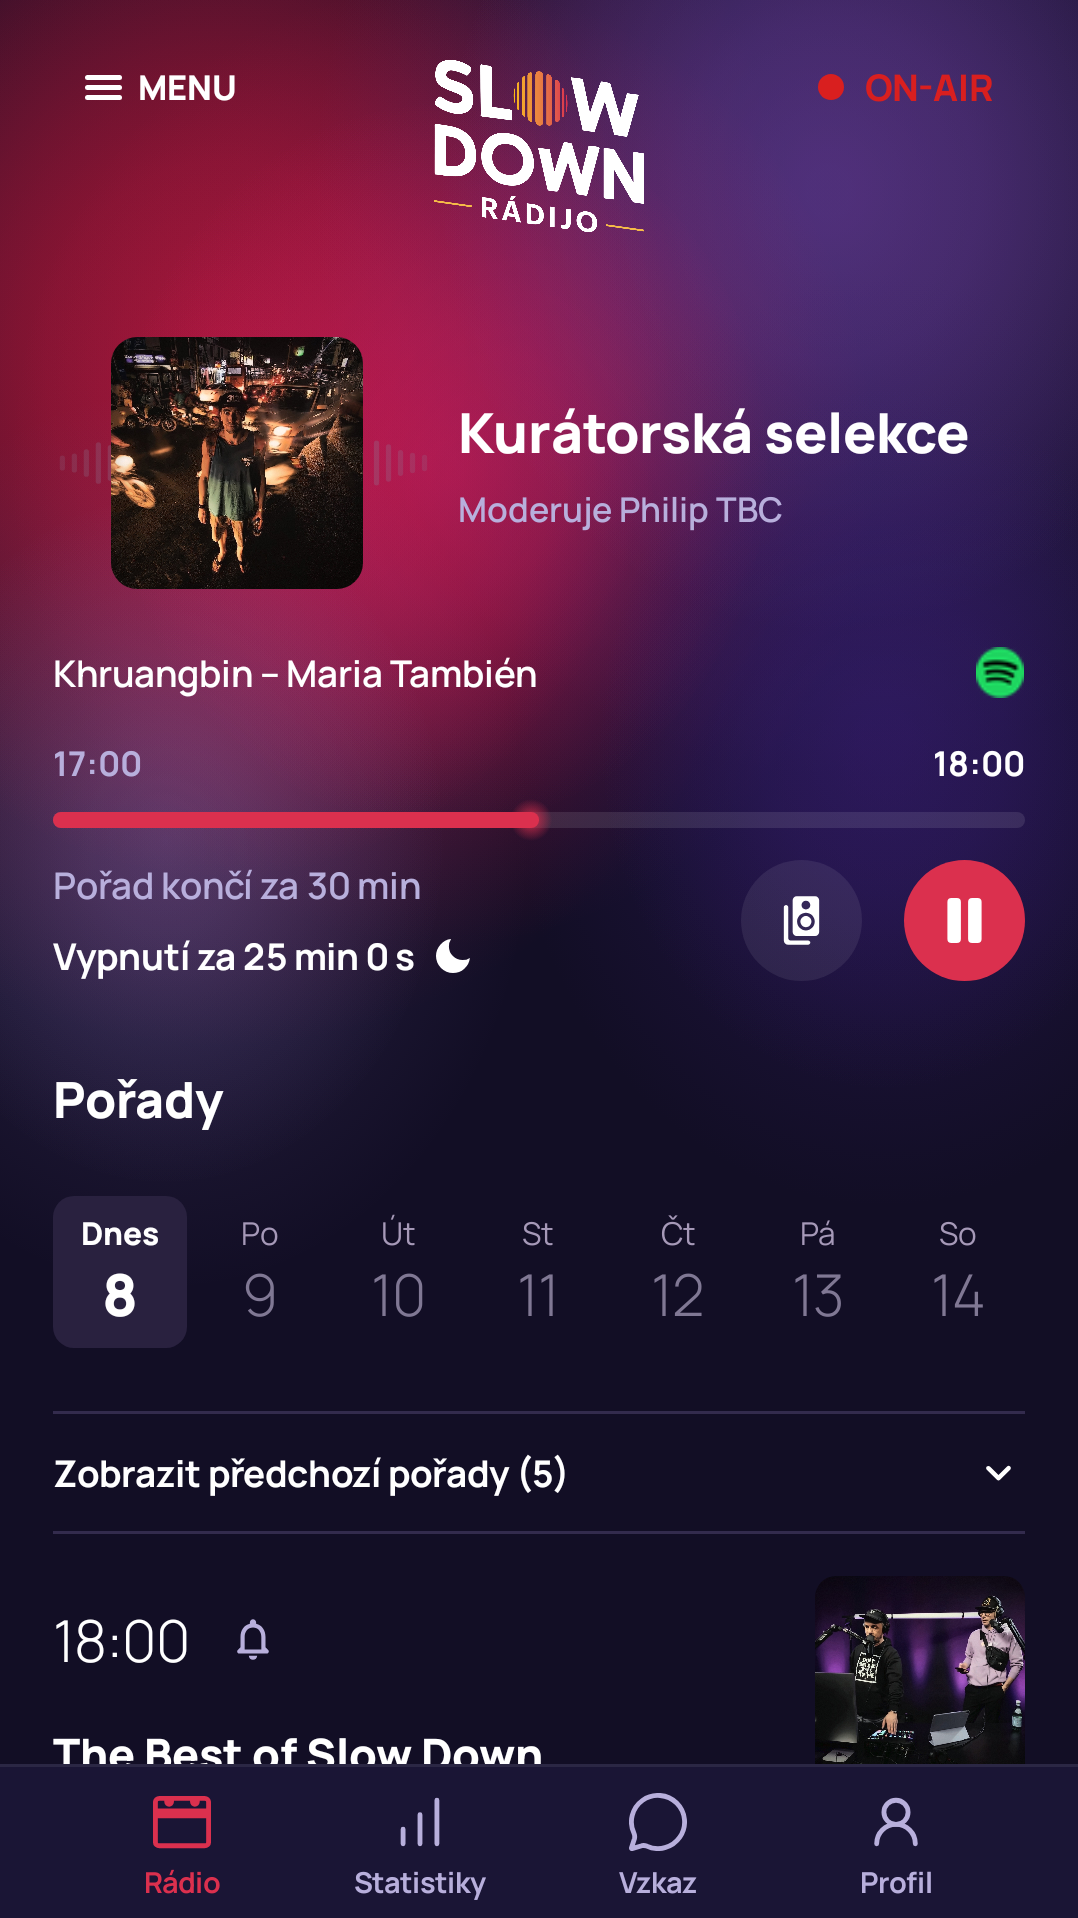 MENU
SLOW
DOWN
RÁDIJO
ON-AIR
Kurátorská selekce
Moderuje Philip TBC
Khruangbin – Maria También
17:00
18:00
Pořad končí za 30 min
Vypnutí za 25 min 0 s
Pořady
Dnes Po Út St Čt Pá So
8 9 10 11 12 13 14
Zobrazit předchozí pořady (5)
18:00
The Best of Slow Down
Rádio Statistiky Vzkaz Profil